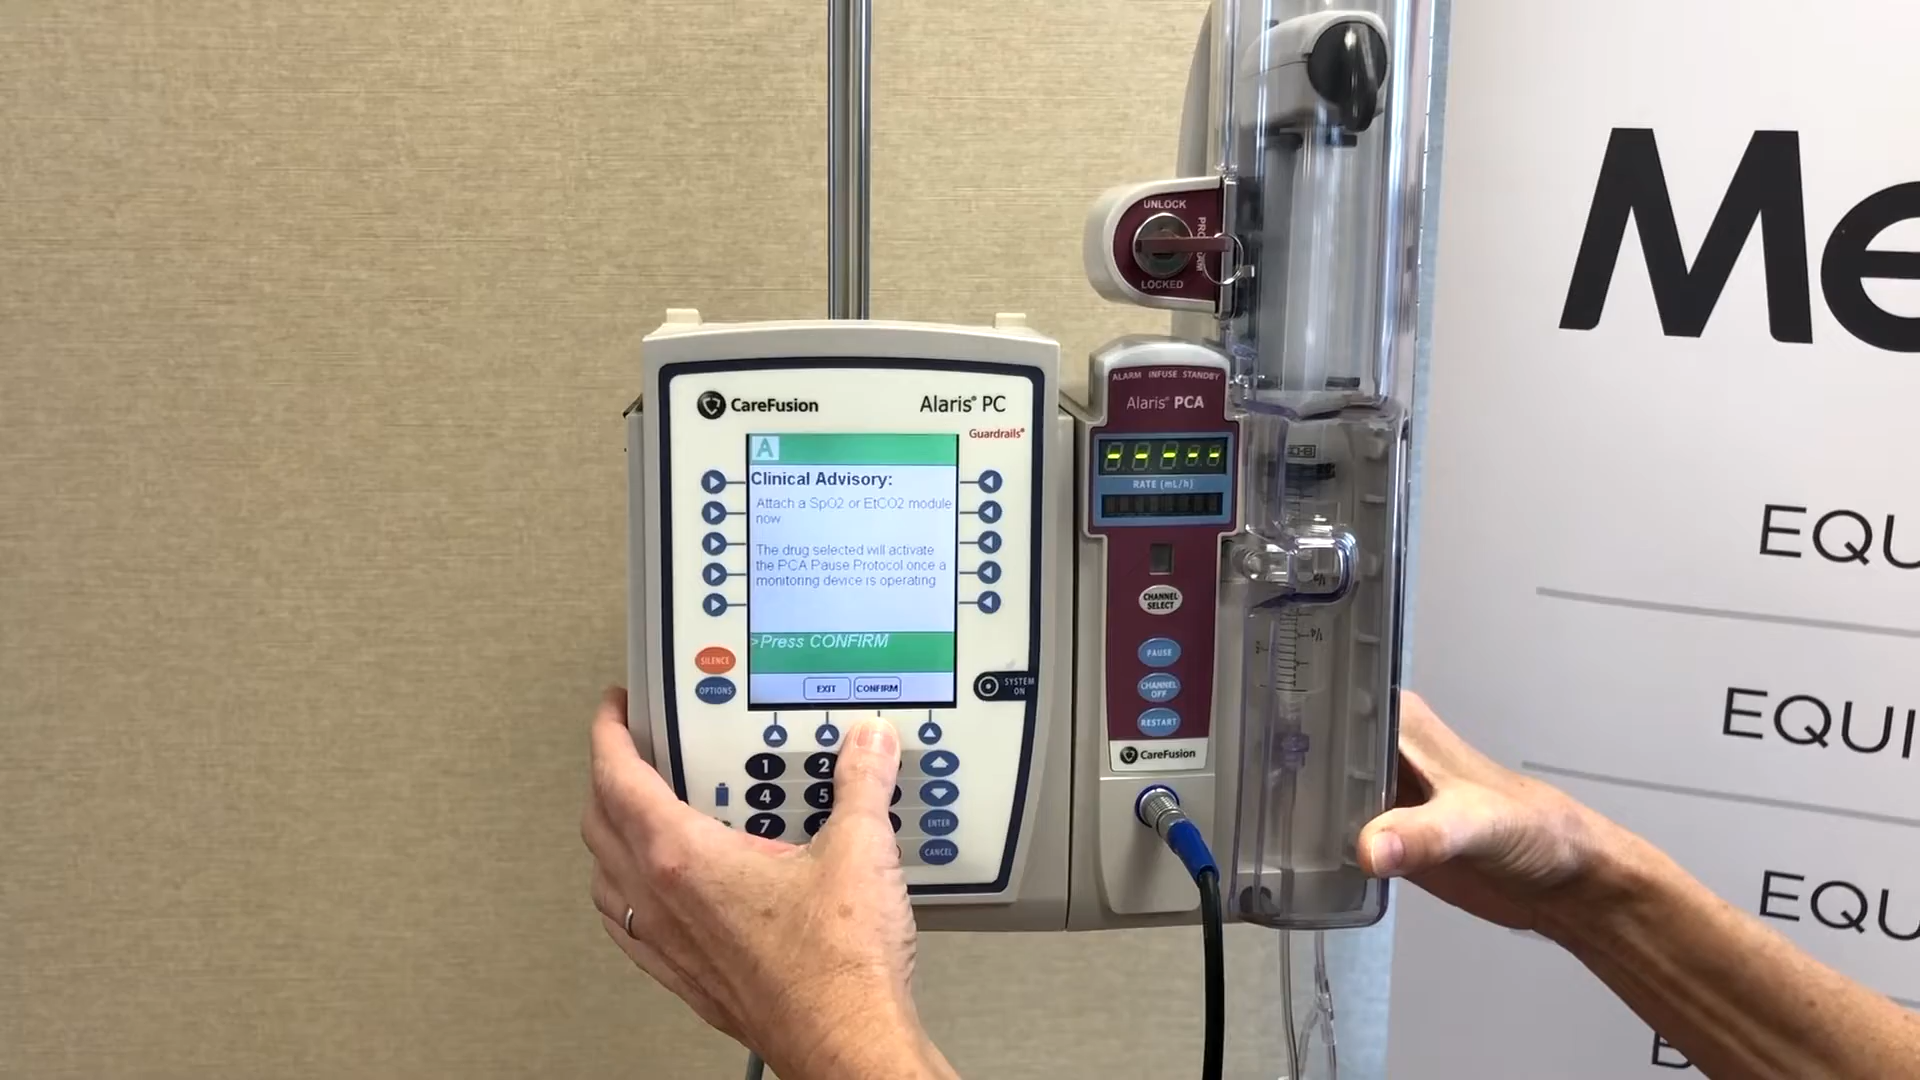 UNLOCK
PROGRAM
LOCKED
Me
ALARM INFUSE STANDBY
Alaris® PCA
CareFusion
Alaris® PC
Guardrails®
A
Clinical Advisory:
Attach a SpO2 or EtCO2 module
now
The drug selected will activate
the PCA Pause Protocol once a
monitoring device is operating
>Press CONFIRM
EXIT CONFIRM
SILENCE
OPTIONS
SYSTEM
ON
1 2
4 5
7
ENTER
CANCEL
RATE (mL/h)
CHANNEL
SELECT
PAUSE
CHANNEL
OFF
RESTART
CareFusion
EQU
EQUI
EQU